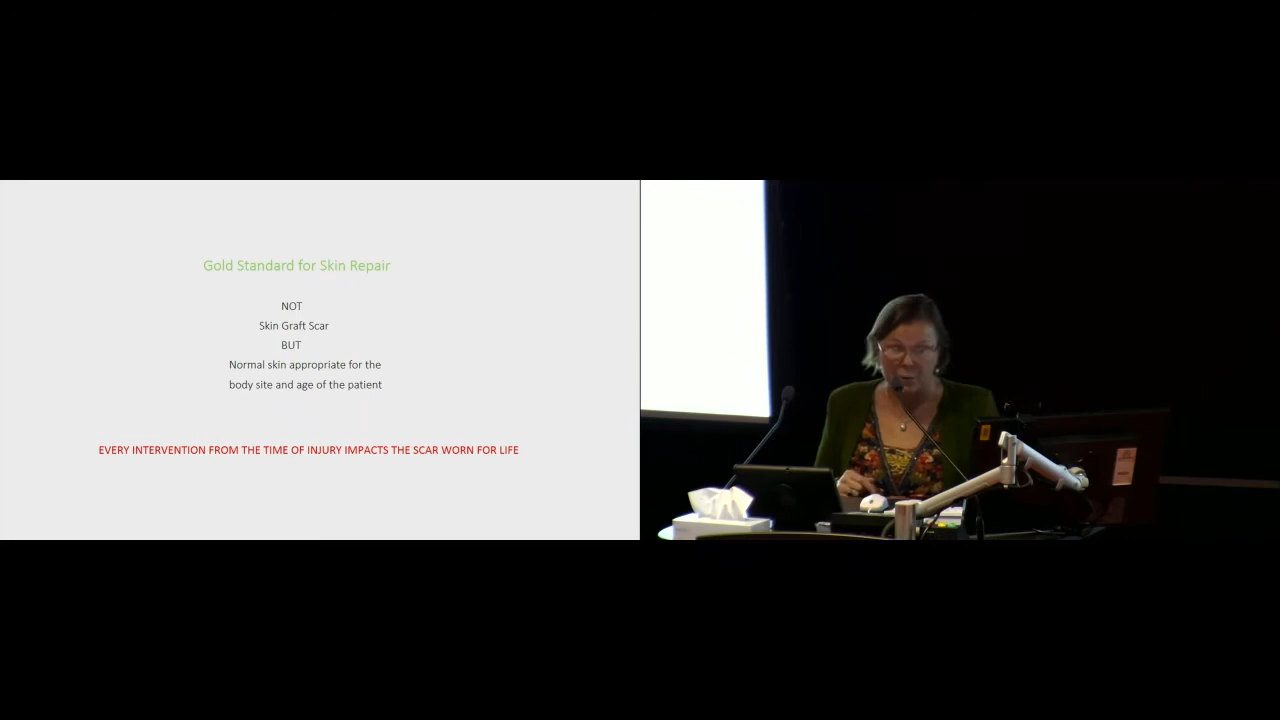 Gold Standard for Skin Repair
NOT
Skin Graft Scar
BUT
Normal skin appropriate for the
body site and age of the patient
EVERY INTERVENTION FROM THE TIME OF INJURY IMPACTS THE SCAR WORN FOR LIFE